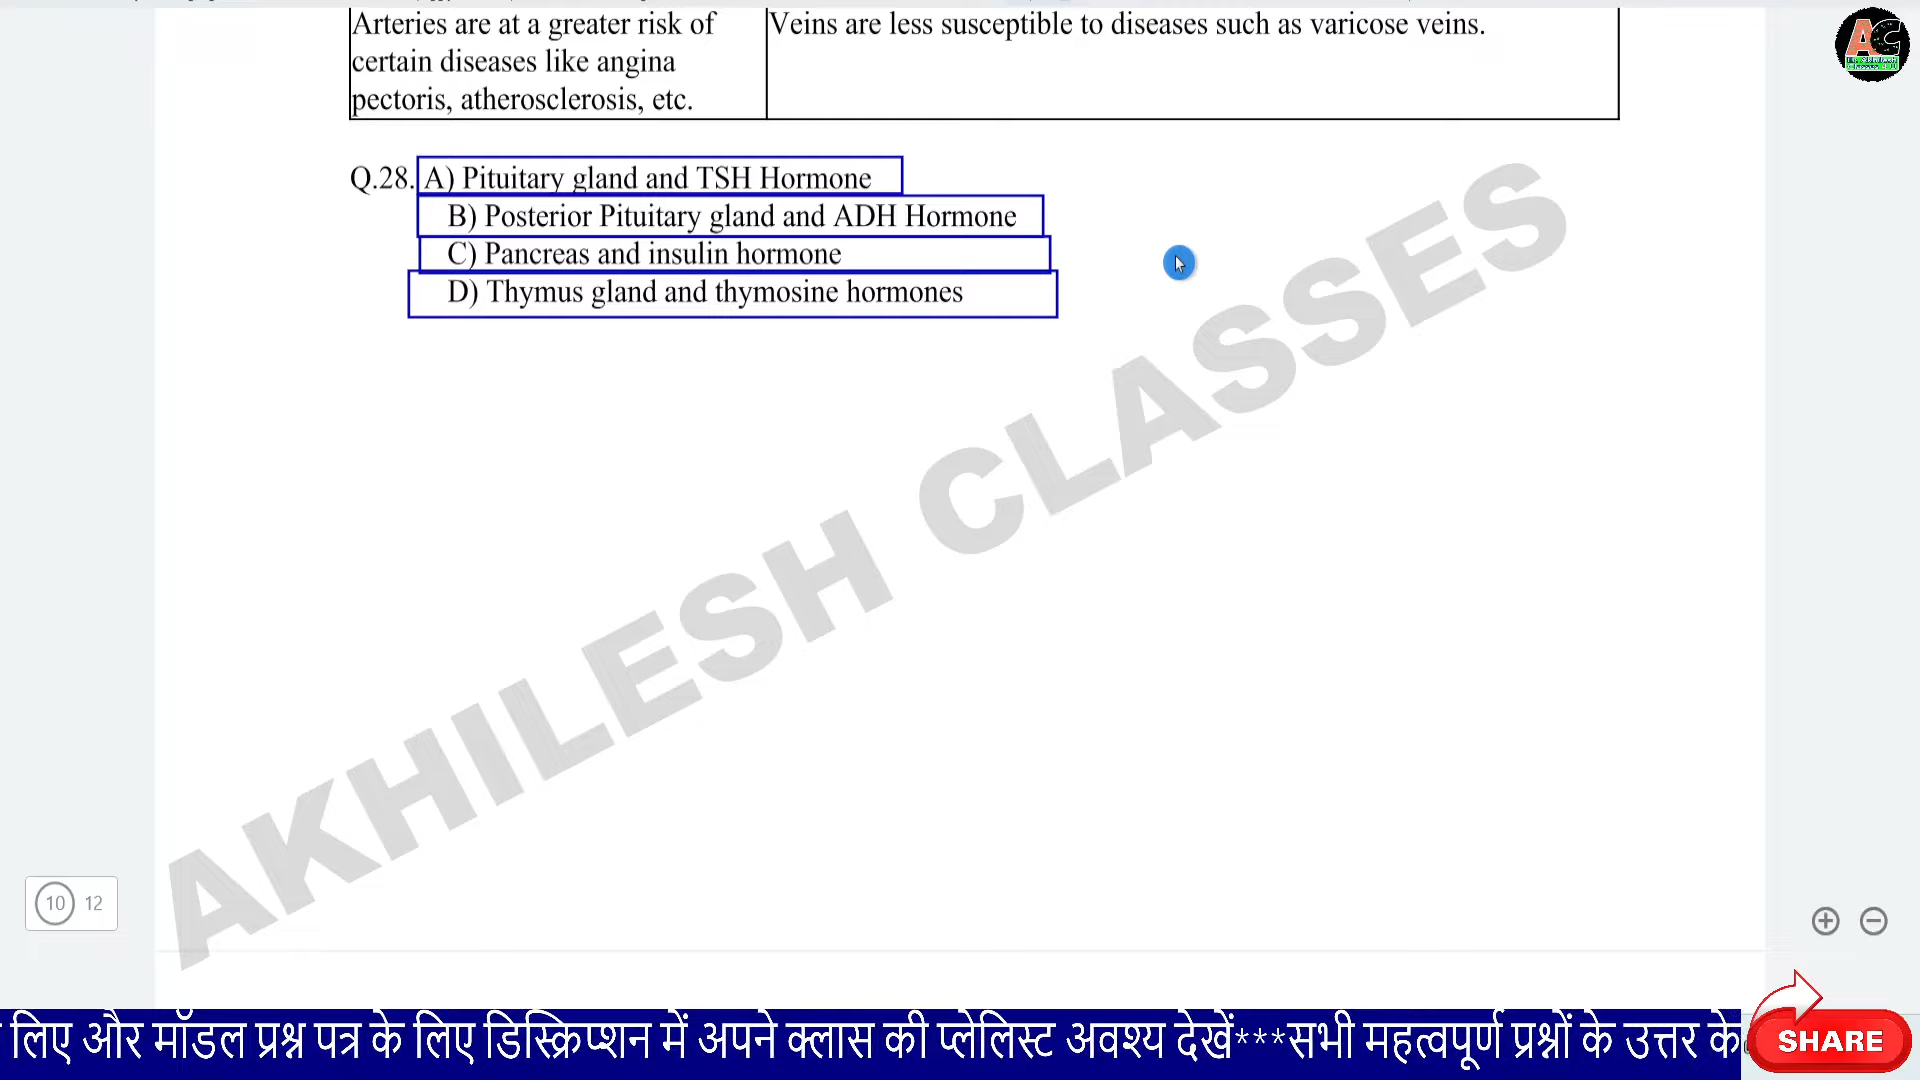 Arteries are at a greater risk of
certain diseases like angina
pectoris, atherosclerosis, etc.
Veins are less susceptible to diseases such as varicose veins.
Q.28. A) Pituitary gland and TSH Hormone
B) Posterior Pituitary gland and ADH Hormone
C) Pancreas and insulin hormone
D) Thymus gland and thymosine hormones
AKHILESH CLASSES
AC
10 12
लिए और मॉडल प्रश्न पत्र के लिए डिस्क्रिप्शन में अपने क्लास की प्लेलिस्ट अवश्य देखें***सभी महत्वपूर्ण प्रश्नों के उत्तर के
SHARE